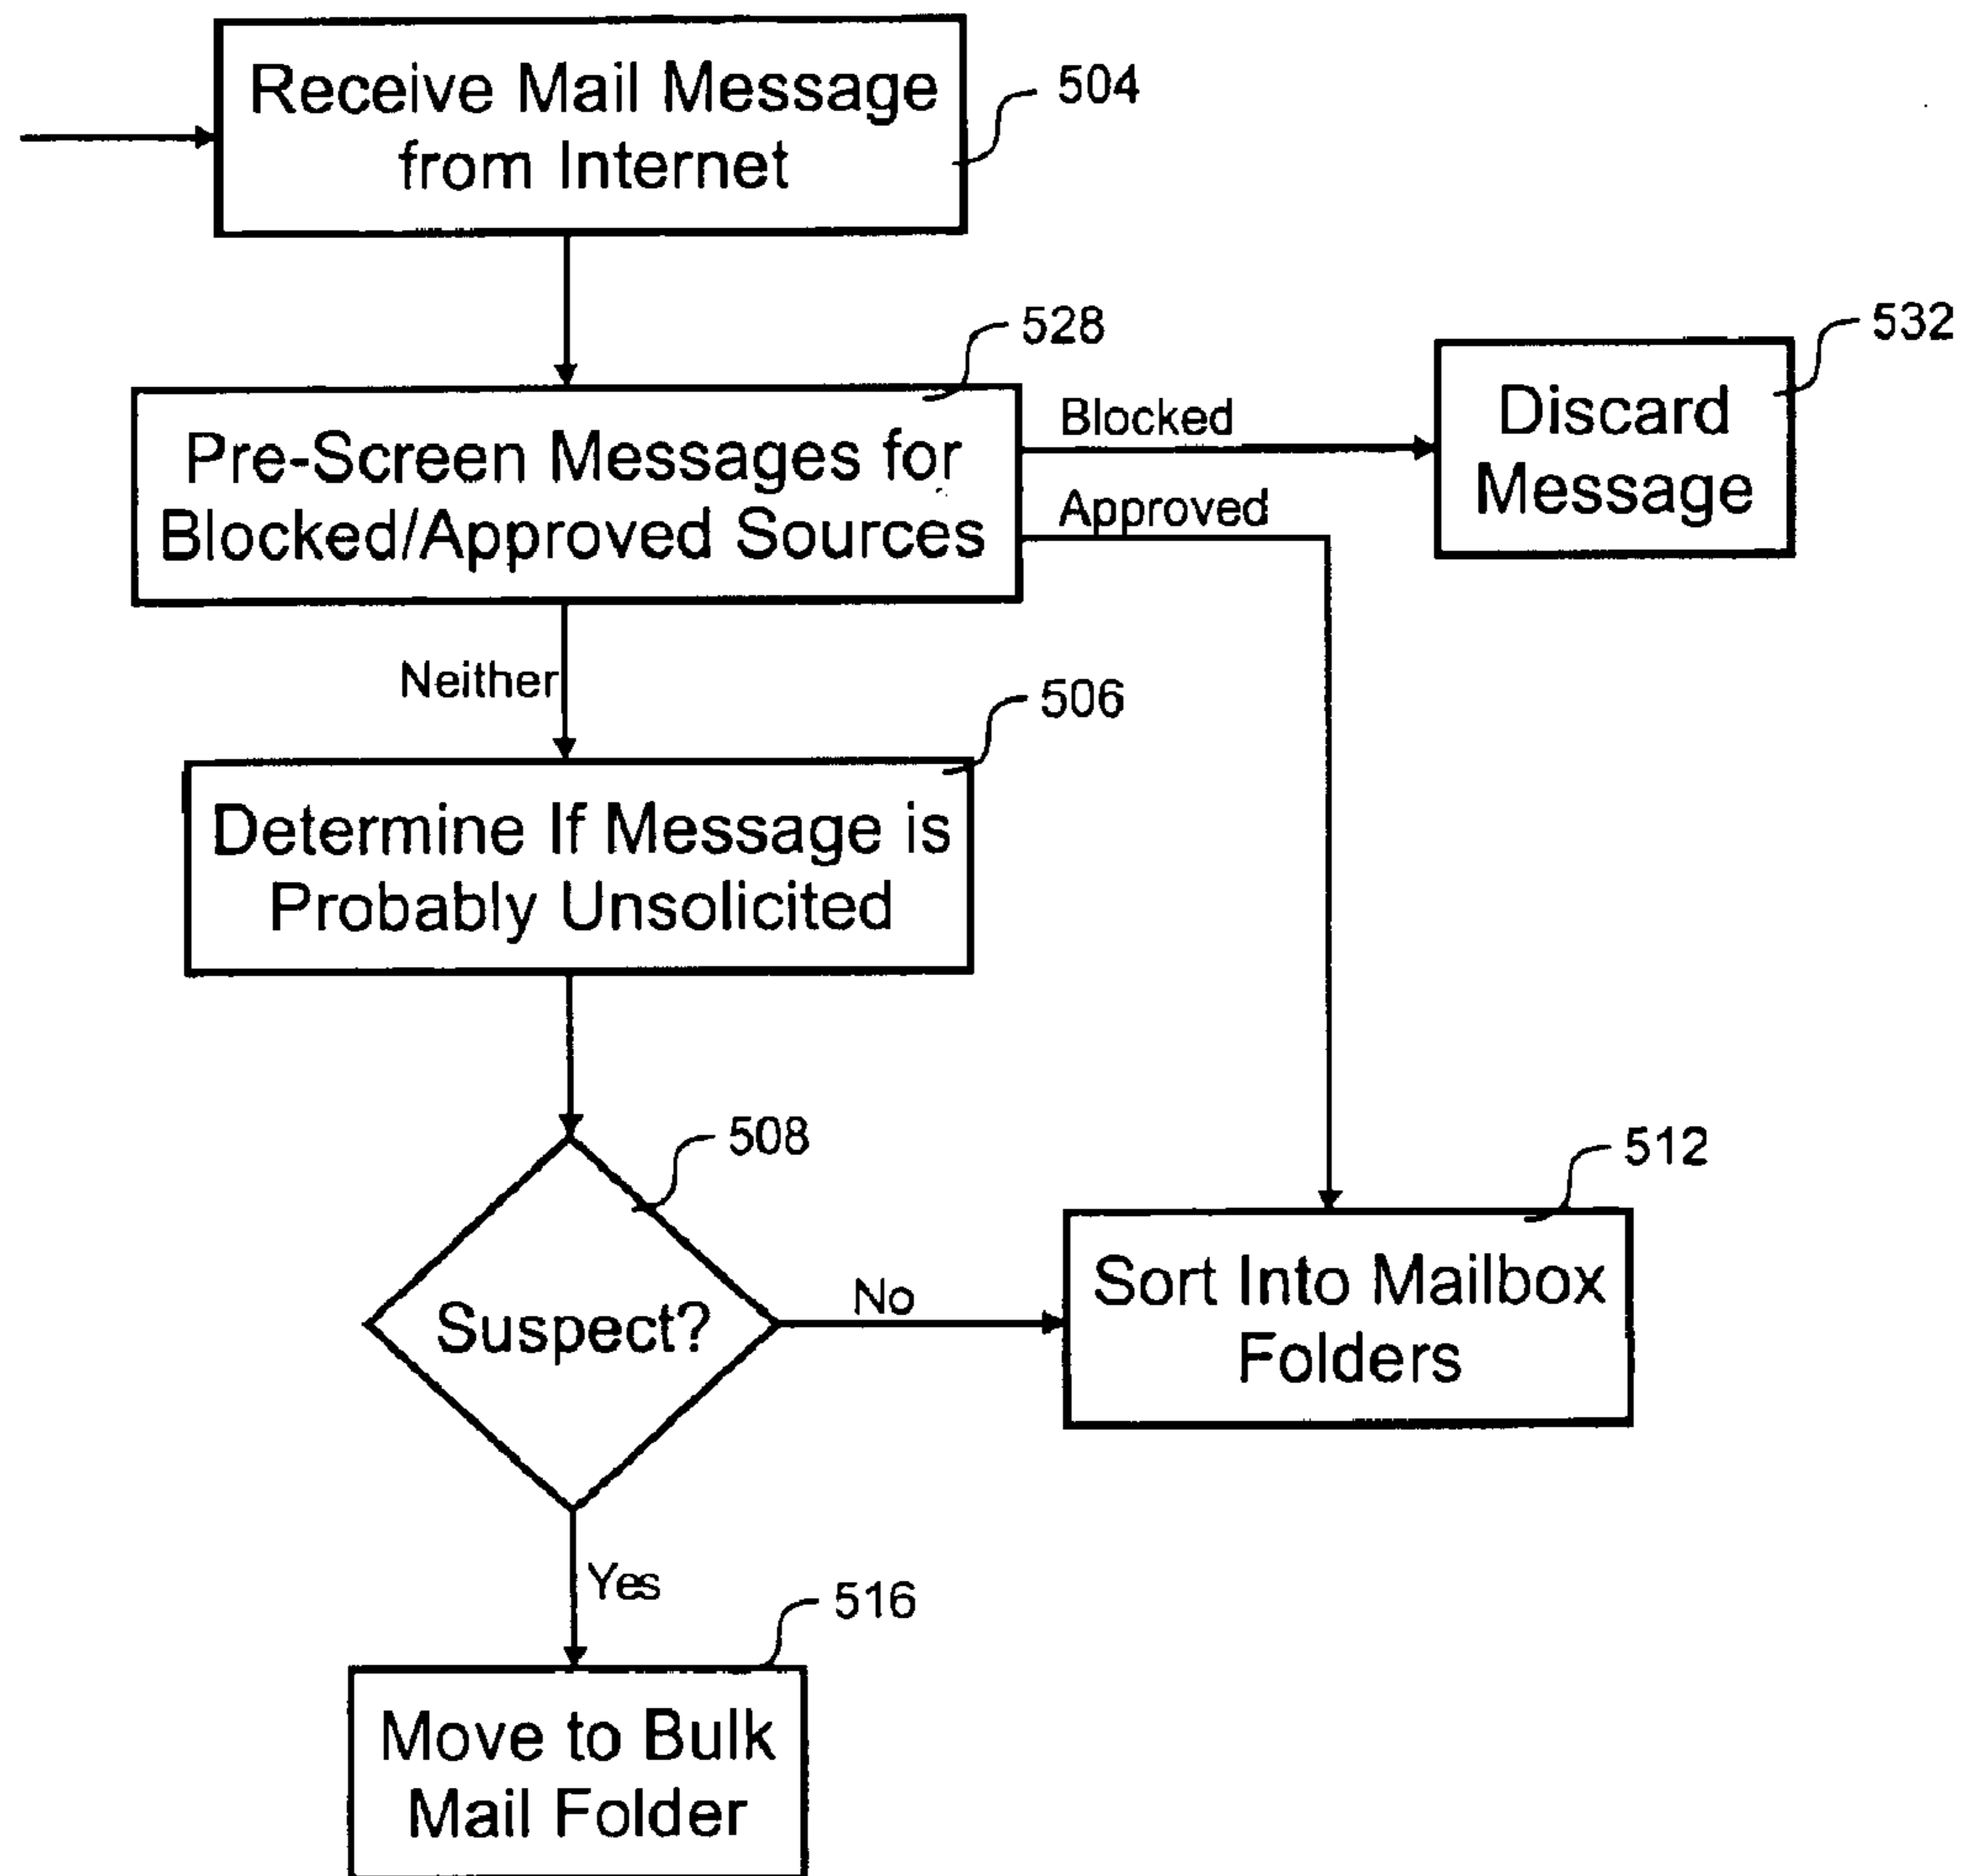 Receive Mail Message
from Internet
504
528
Pre-Screen Messages for
Blocked/Approved Sources
Blocked
Approved
532
Discard
Message
Neither
506
Determine If Message is
Probably Unsolicited
508
Suspect?
No
512
Sort Into Mailbox
Folders
Yes
516
Move to Bulk
Mail Folder